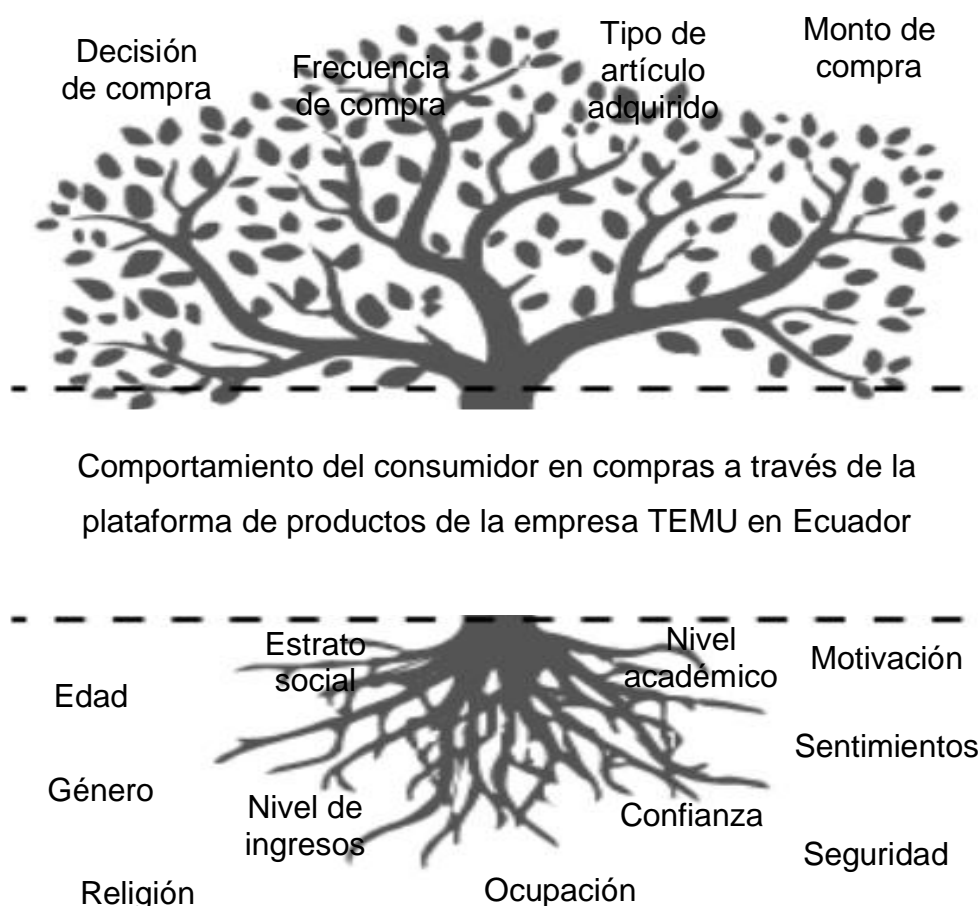 Decisión
de compra
Frecuencia
de compra
Tipo de
artículo
adquirido
Monto de
compra
Comportamiento del consumidor en compras a través de la
plataforma de productos de la empresa TEMU en Ecuador
Estrato
social
Nivel
académico
Motivación
Edad
Sentimientos
Género
Nivel de
ingresos
Confianza
Seguridad
Religión
Ocupación